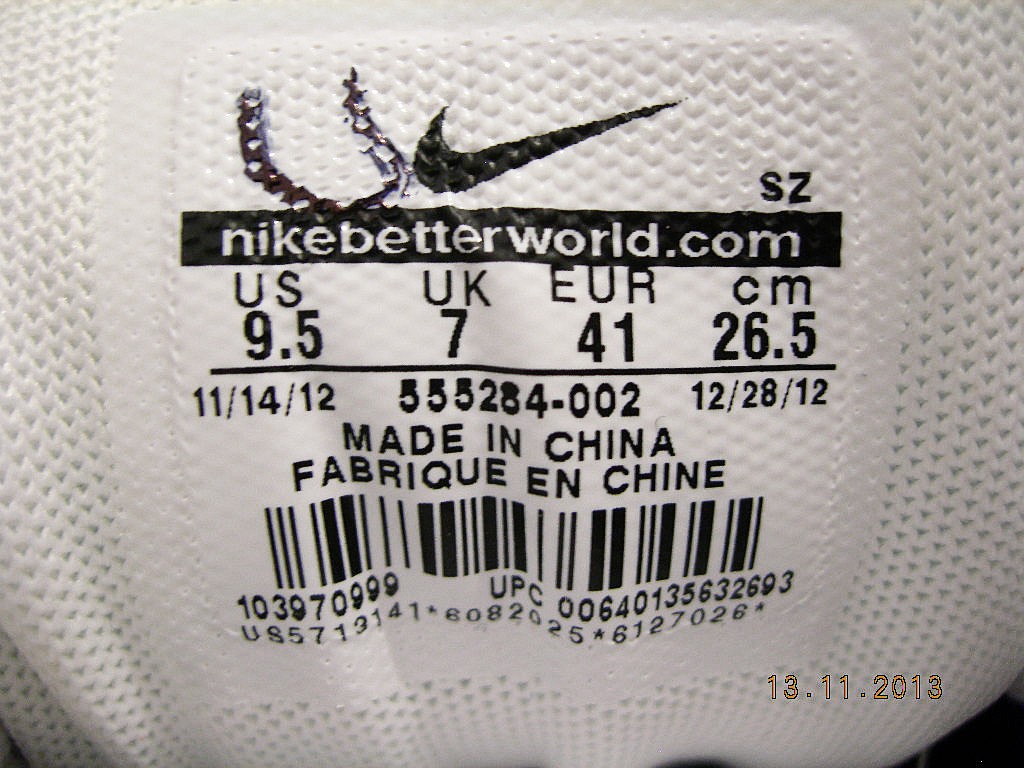 U
SZ
nikebetterworld.com
US UK EUR cm
9.5 7 41 26.5
11/14/12 555284-002 12/28/12
MADE IN CHINA
FABRIQUE EN CHINE
103970999 UPC 00640135632693
US5713141*6082025*6127026*
13.11.2013